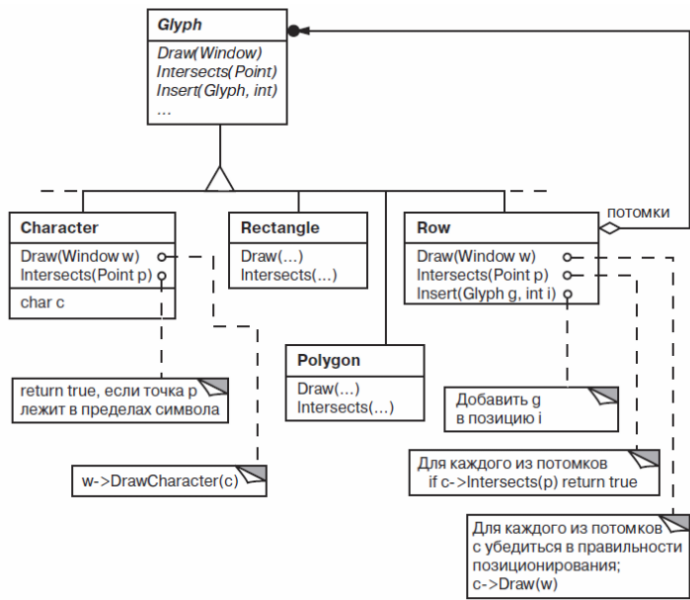 Glyph
Draw(Window)
Intersects(Point)
Insert(Glyph, int)
...
потомки
Character
Draw(Window w)
Intersects(Point p)
char c
Rectangle
Draw(...)
Intersects(...)
Row
Draw(Window w)
Intersects(Point p)
Insert(Glyph g, int i)
Polygon
Draw(...)
Intersects(...)
return true, если точка p
лежит в пределах символа
w->DrawCharacter(c)
Добавить g
в позицию i
Для каждого из потомков
if c->Intersects(p) return true
Для каждого из потомков
с убедиться в правильности
позиционирования;
c->Draw(w)